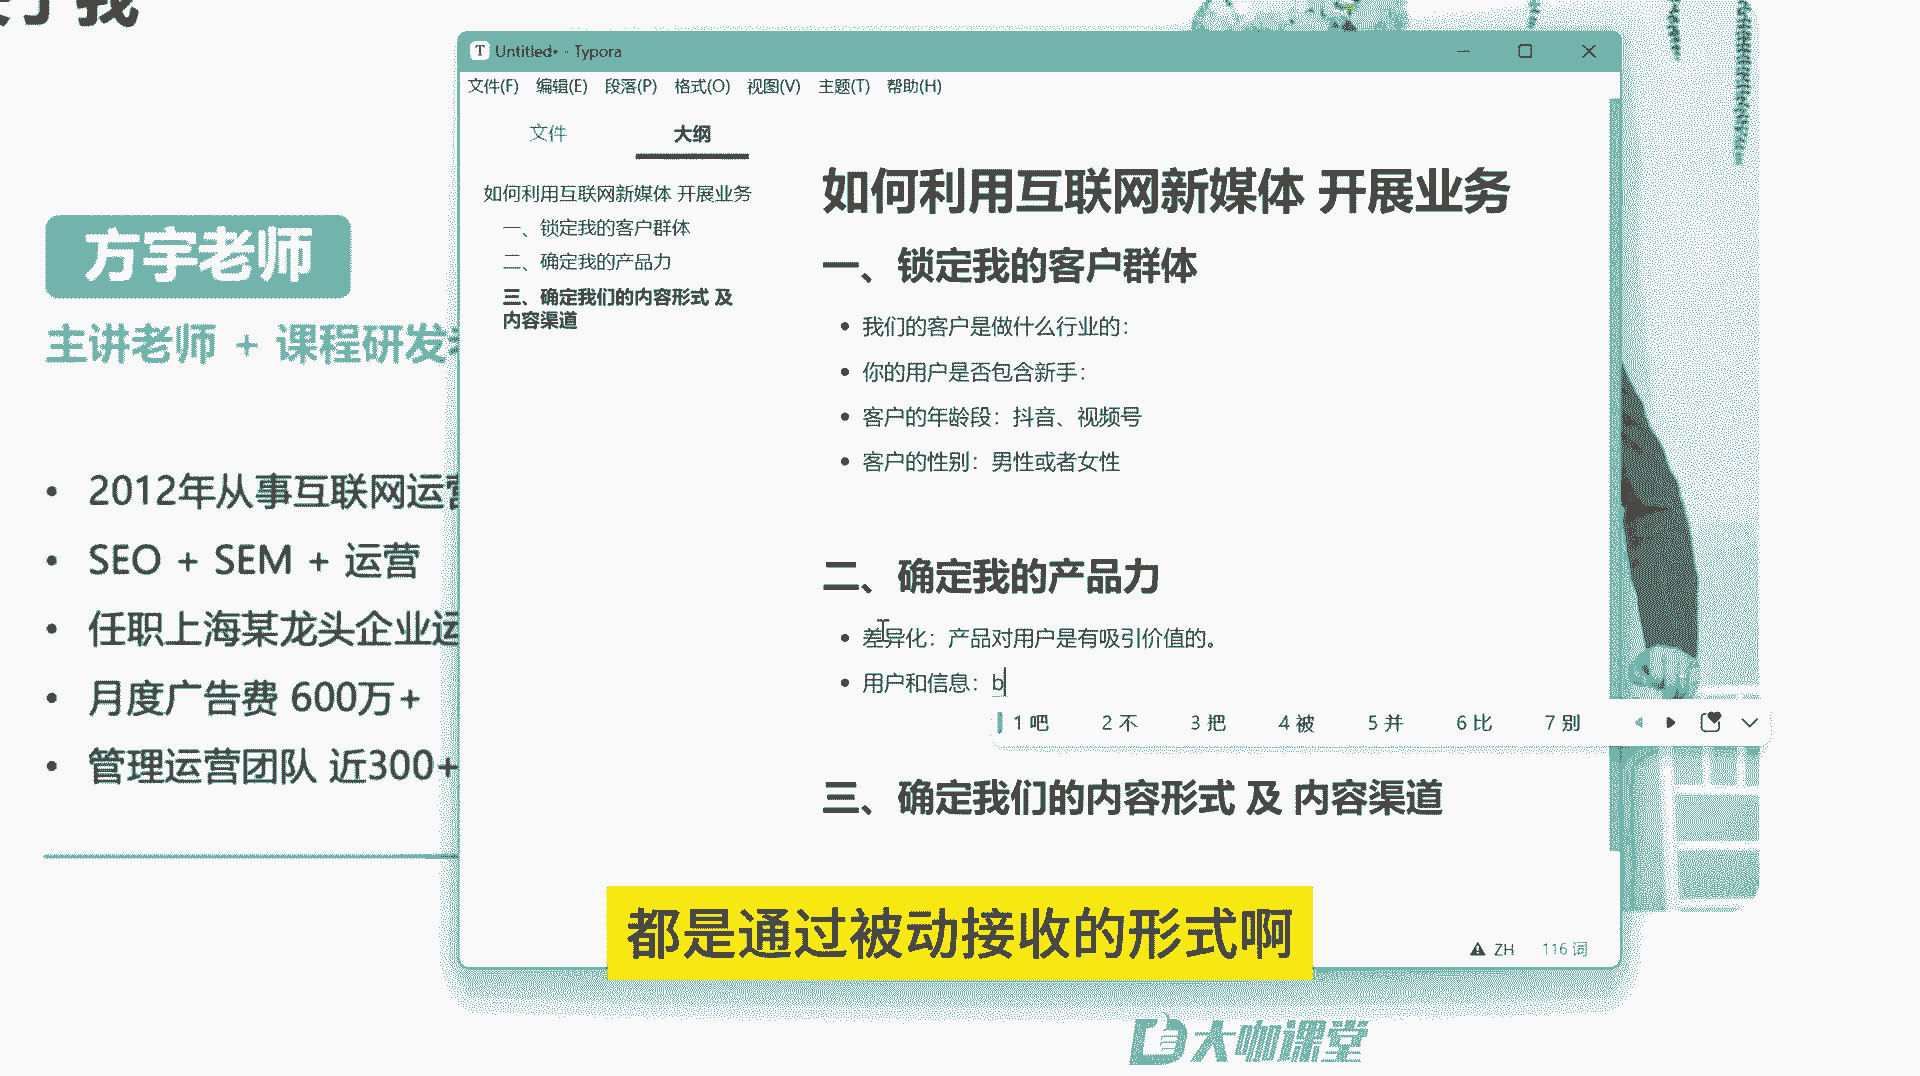 方宇老师
主讲老师 + 课程研发
2012年从事互联网运营
SEO + SEM + 运营
任职上海某龙头企业运
月度广告费 600万+
管理运营团队 近300+
Untitled• - Typora
文件(F) 编辑(E) 段落(P) 格式(O) 视图(V) 主题(T) 帮助(H)
文件 大纲
如何利用互联网新媒体 开展业务
一、锁定我的客户群体
二、确定我的产品力
三、确定我们的内容形式 及
内容渠道
如何利用互联网新媒体 开展业务
一、锁定我的客户群体
我们的客户是做什么行业的：
你的用户是否包含新手：
客户的年龄段：抖音、视频号
客户的性别：男性或者女性
二、确定我的产品力
差异化：产品对用户是有吸引价值的。
用户和信息：b
1 吧 2 不 3 把 4 被 5 并 6 比 7 别
三、确定我们的内容形式 及 内容渠道
都是通过被动接收的形式啊
ZH 116 词
大咖课堂